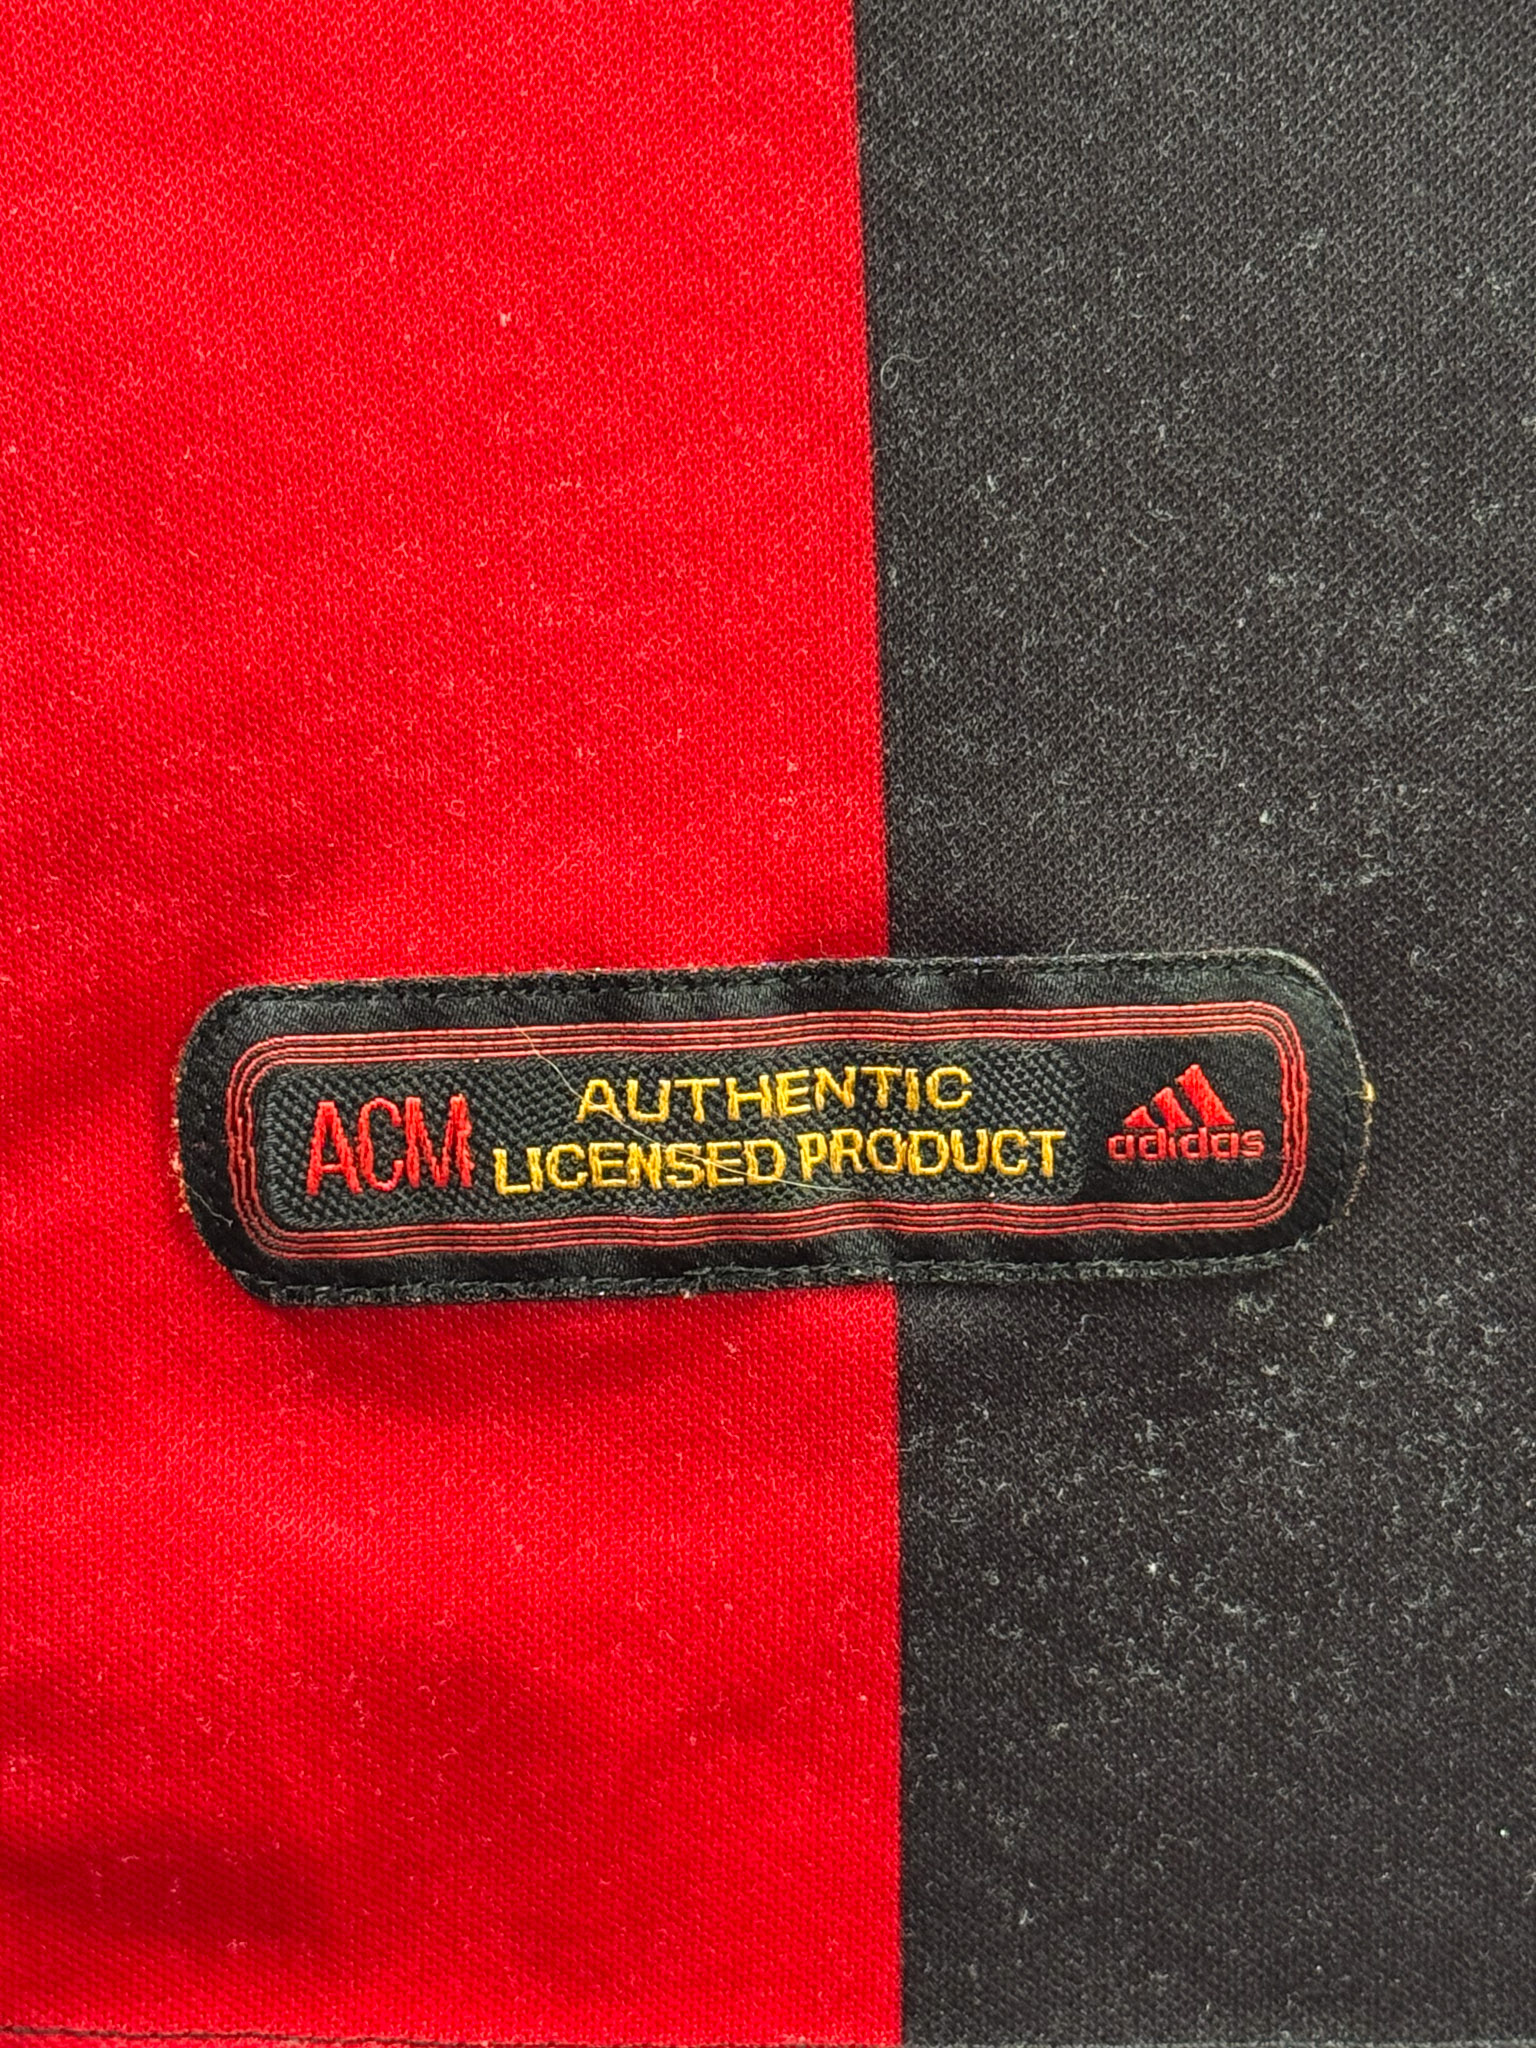 ACM
AUTHENTIC
LICENSED PRODUCT
adidas